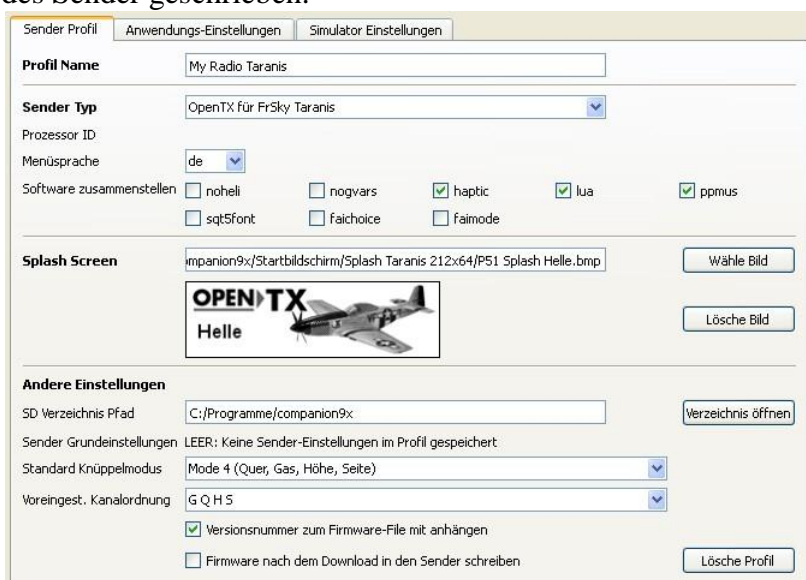 des Sender geschrieben.
Sender Profil Anwendungs-Einstellungen Simulator Einstellungen
Profil Name My Radio Taranis
Sender Typ OpenTX für FrSky Taranis
Prozessor ID
Menüsprache de
Software zusammenstellen noheli nogvars haptic lua ppmus
sqt5font faichoice faimode
Splash Screen mpanion9x/Startbildschirm/Splash Taranis 212x64/P51 Splash Helle.bmp Wähle Bild
OPEN TX
Helle
Lösche Bild
Andere Einstellungen
SD Verzeichnis Pfad C:/Programme/companion9x Verzeichnis öffnen
Sender Grundeinstellungen LEER: Keine Sender-Einstellungen im Profil gespeichert
Standard Knüppelmodus Mode 4 (Quer, Gas, Höhe, Seite)
Voreingest. Kanalordnung G Q H S
Versionsnummer zum Firmware-File mit anhängen
Firmware nach dem Download in den Sender schreiben Lösche Profil